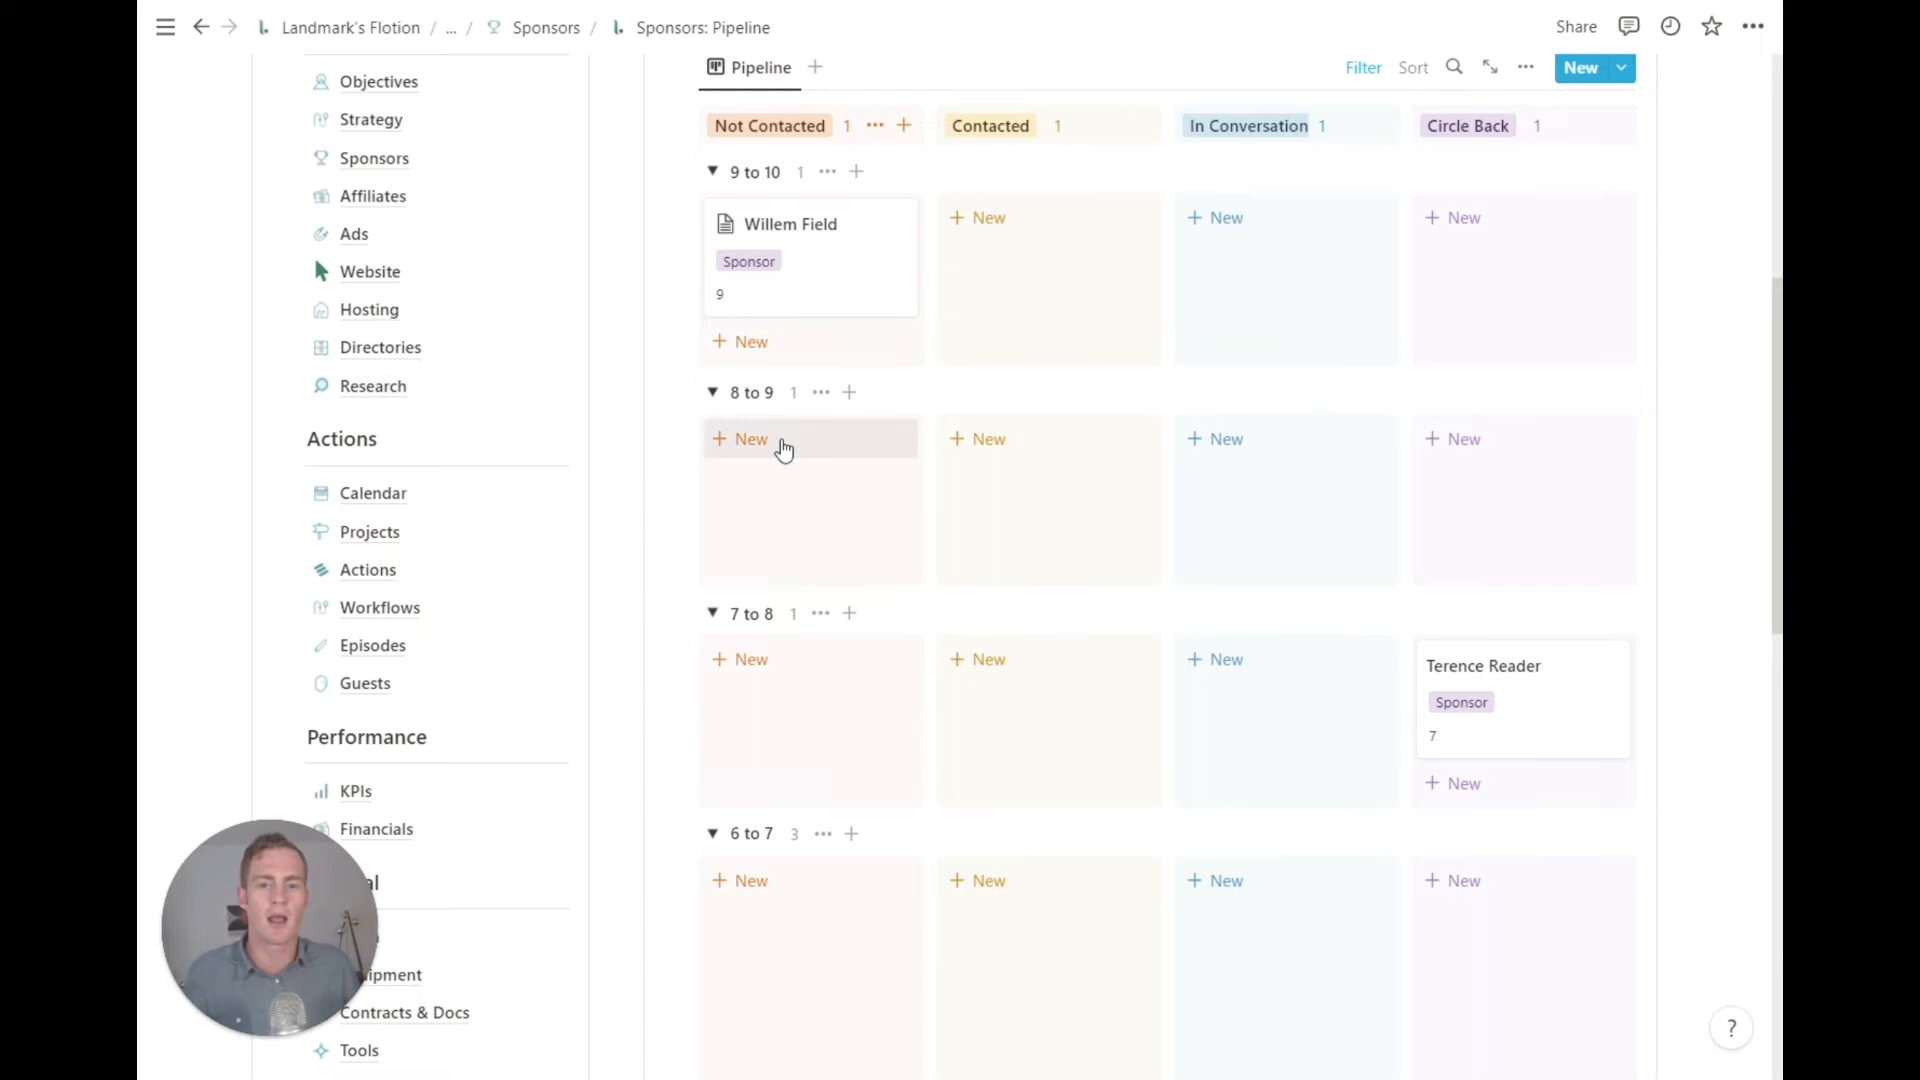 Landmark's Flotion / ... / Sponsors / Sponsors: Pipeline
Share
Objectives
Strategy
Sponsors
Affiliates
Ads
Website
Hosting
Directories
Research
Actions
Calendar
Projects
Actions
Workflows
Episodes
Guests
Performance
KPIs
Financials
Contracts & Docs
Tools
Pipeline
Filter
Sort
New
Not Contacted 1
Contacted 1
In Conversation 1
Circle Back 1
9 to 10 1
Willem Field
Sponsor
9
+ New
+ New
+ New
+ New
8 to 9 1
+ New
+ New
+ New
+ New
7 to 8 1
+ New
+ New
+ New
Terence Reader
Sponsor
7
+ New
6 to 7 3
+ New
+ New
+ New
+ New
?